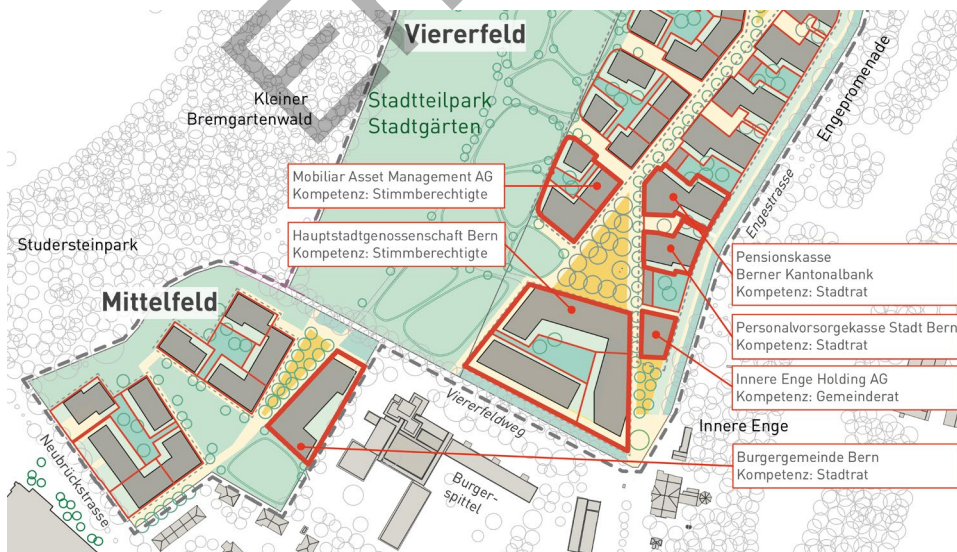 Viererfeld
Kleiner
Bremgartenwald
Stadtteilpark
Stadtgärten
Engepromenade
Mobiliar Asset Management AG
Kompetenz: Stimmberechtigte
Engestrasse
Hauptstadtgenossenschaft Bern
Kompetenz: Stimmberechtigte
Studersteinpark
Pensionskasse
Berner Kantonalbank
Kompetenz: Stadtrat
Mittelfeld
Personalvorsorgekasse Stadt Bern
Kompetenz: Stadtrat
Innere Enge Holding AG
Kompetenz: Gemeinderat
Viererfeldweg
Innere Enge
Neubrückstrasse
Burger-
spittel
Burgergemeinde Bern
Kompetenz: Stadtrat